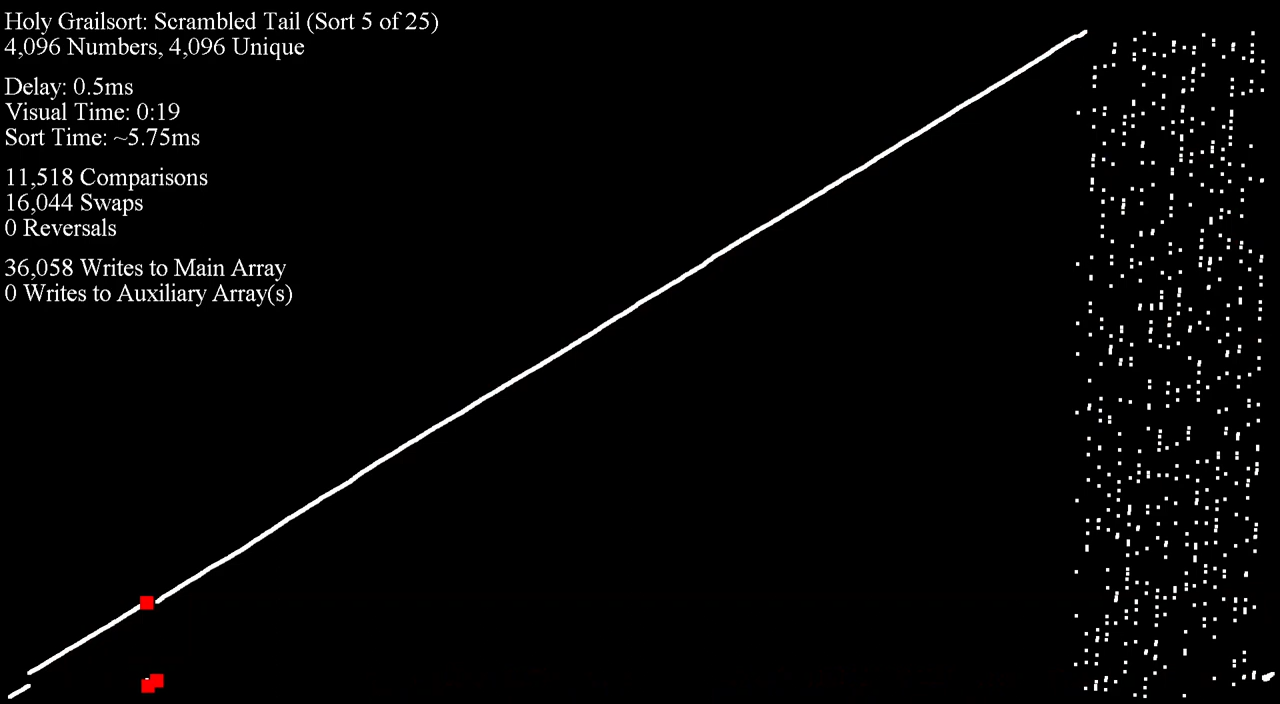 Holy Grailsort: Scrambled Tail (Sort 5 of 25)
4,096 Numbers, 4,096 Unique
Delay: 0.5ms
Visual Time: 0:19
Sort Time: ~5.75ms
11,518 Comparisons
16,044 Swaps
0 Reversals
36,058 Writes to Main Array
0 Writes to Auxiliary Array(s)